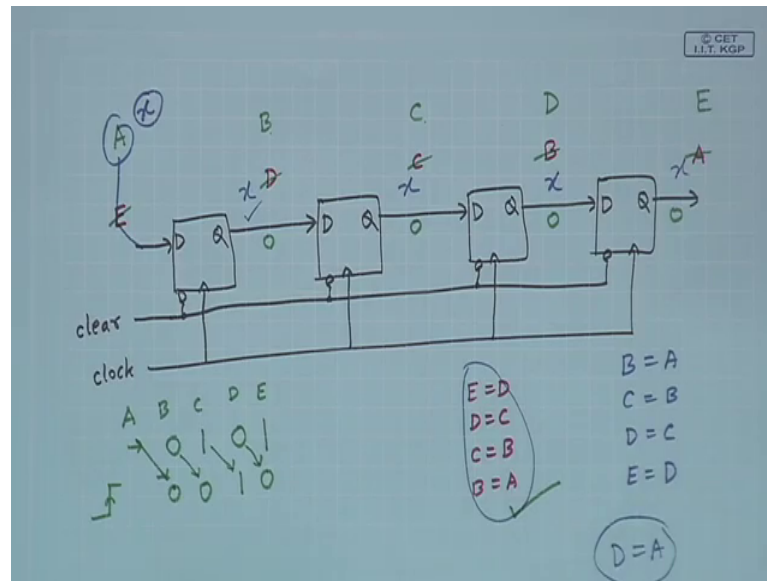 © CET
I.I.T. KGP
x
A
B
C
D
E
E
x D
x C
x B
x A
D Q
D Q
D Q
D Q
0
0
0
0
clear
clock
A B C D E
0 1 0 1
0 0 1 0
E = D
D = C
C = B
B = A
B = A
C = B
D = C
E = D
D = A